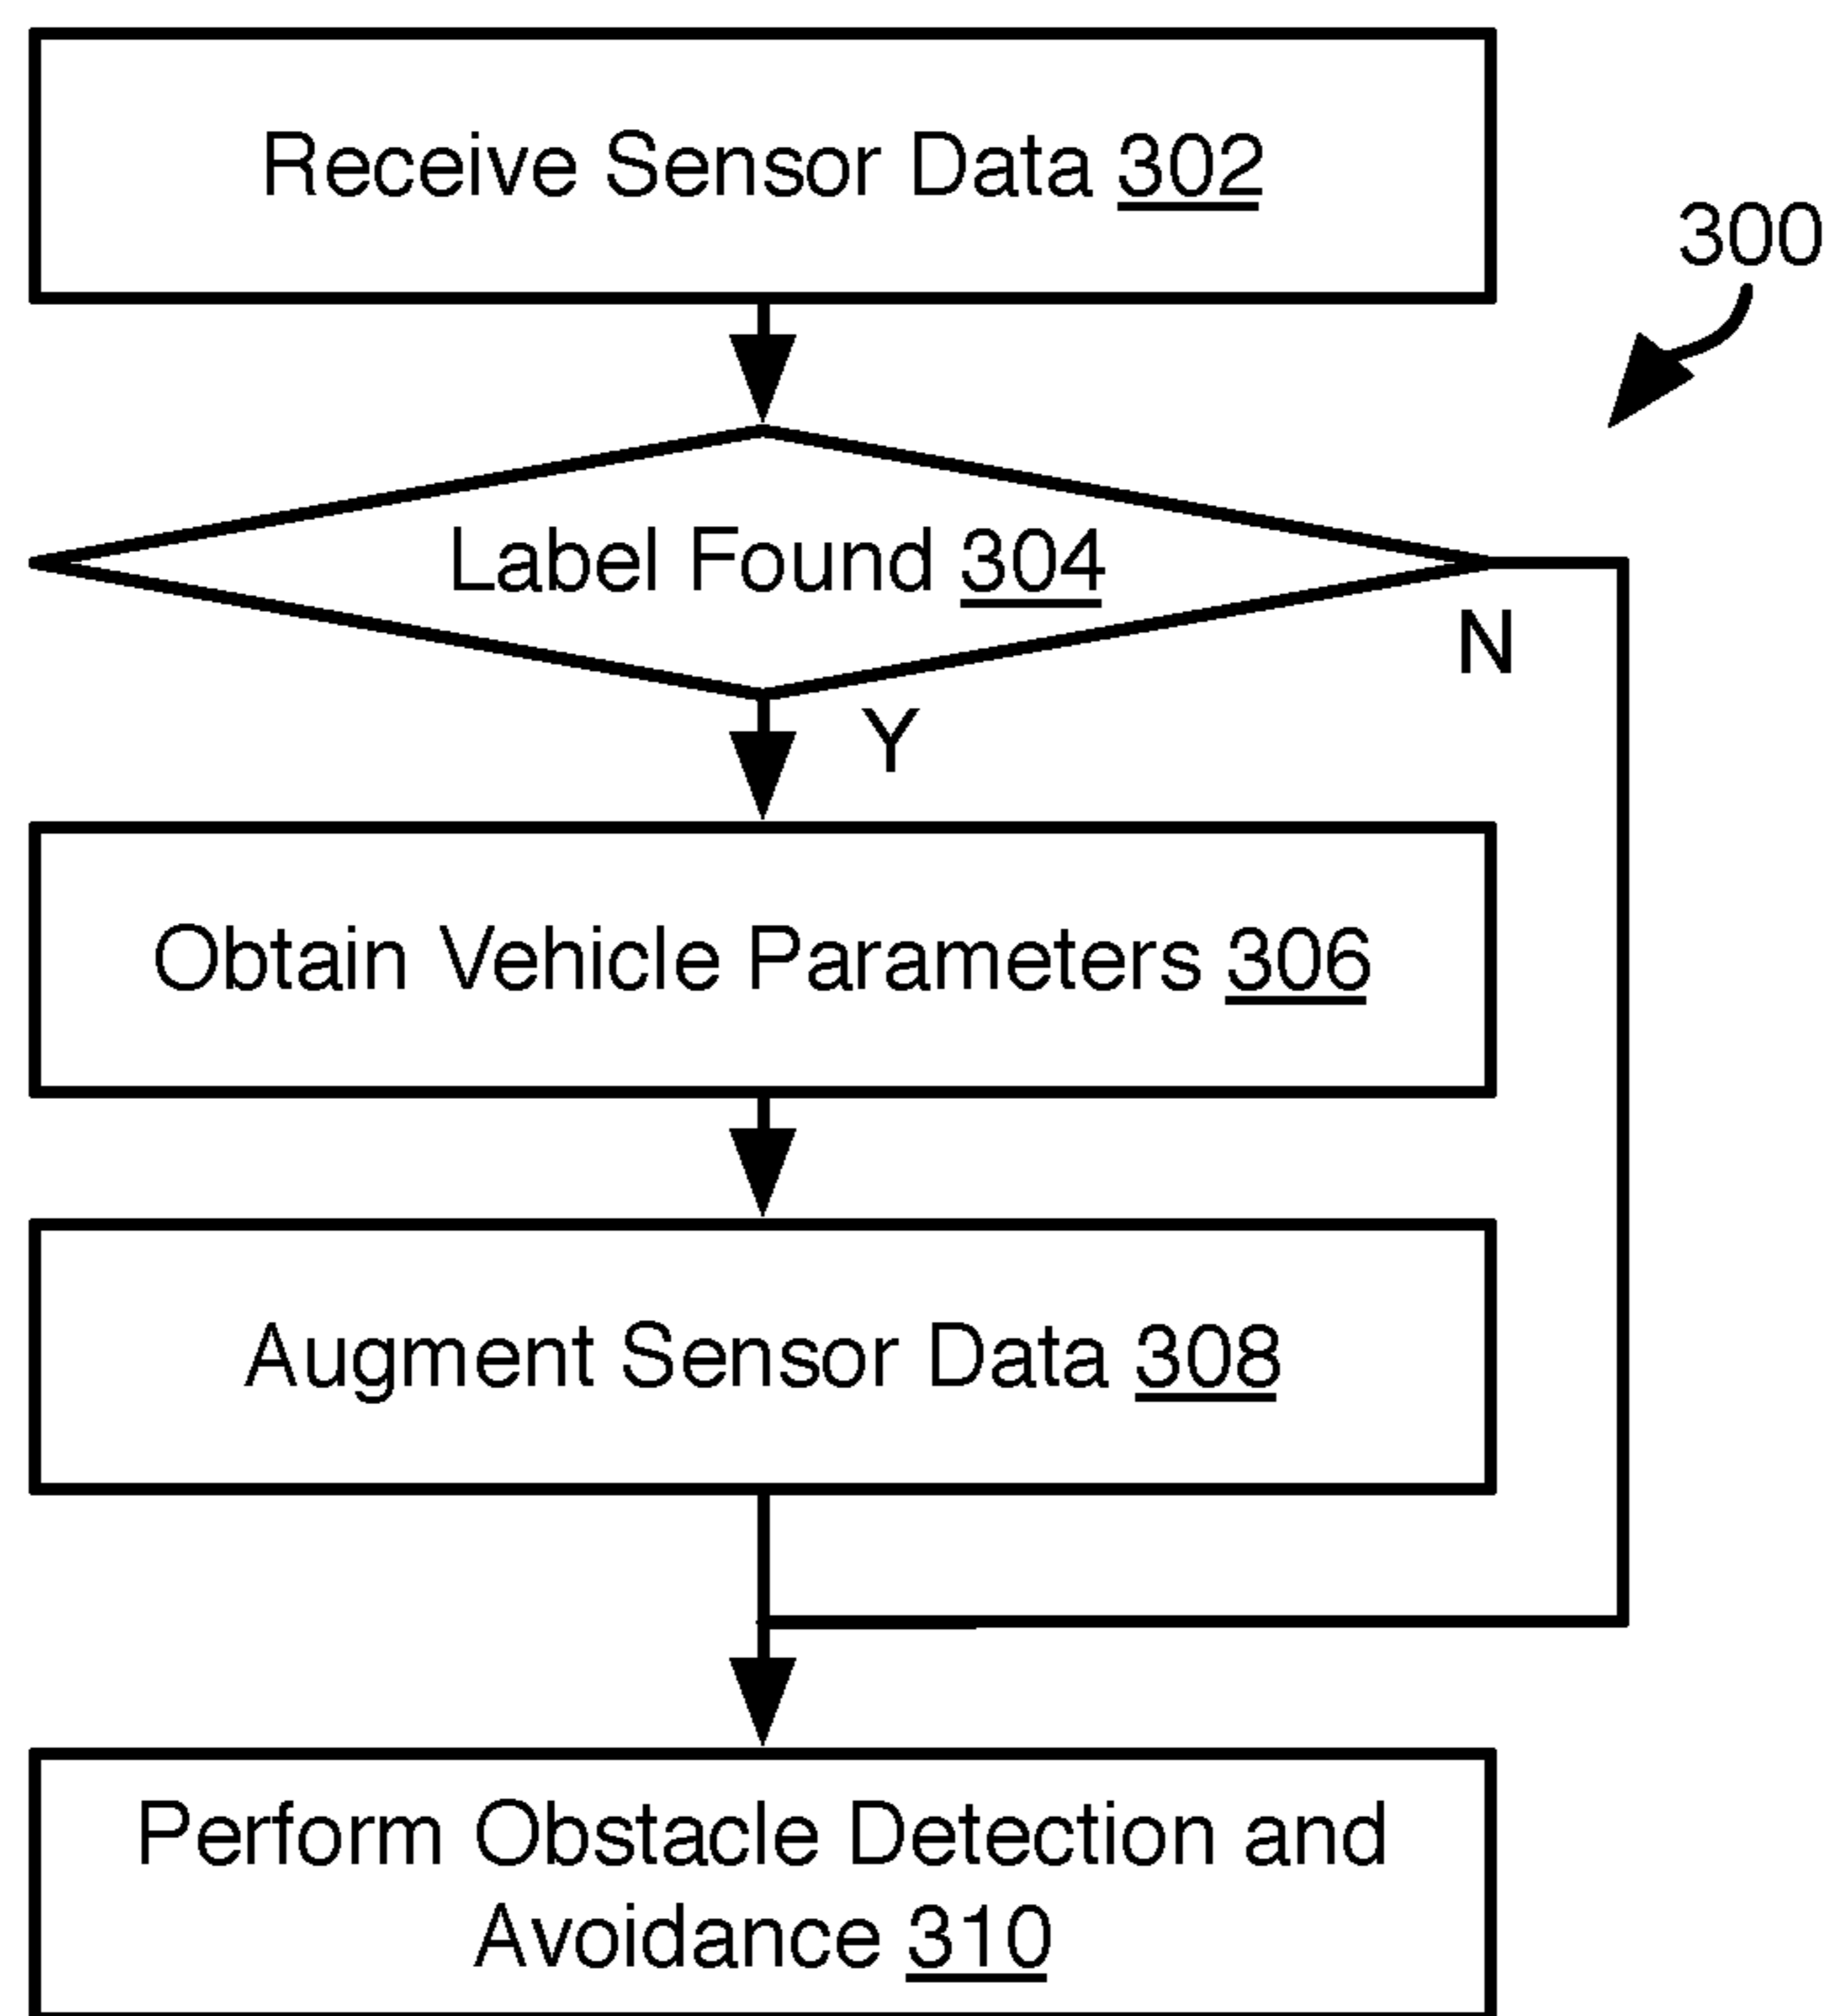 Receive Sensor Data 302
300
Label Found 304
N
Y
Obtain Vehicle Parameters 306
Augment Sensor Data 308
Perform Obstacle Detection and
Avoidance 310